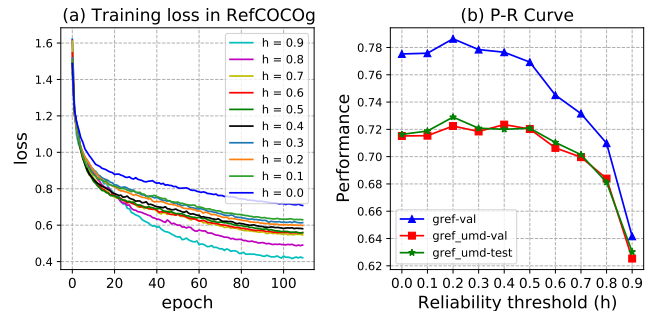 (a) Training loss in RefCOCOg
loss
1.6
1.4
1.2
1.0
0.8
0.6
0.4
0
20
40
60
80
100
epoch
h = 0.9
h = 0.8
h = 0.7
h = 0.6
h = 0.5
h = 0.4
h = 0.3
h = 0.2
h = 0.1
h = 0.0
(b) P-R Curve
Performance
0.78
0.76
0.74
0.72
0.70
0.68
0.66
0.64
0.62
gref-val
gref_umd-val
gref_umd-test
0.0 0.1 0.2 0.3 0.4 0.5 0.6 0.7 0.8 0.9
Reliability threshold (h)